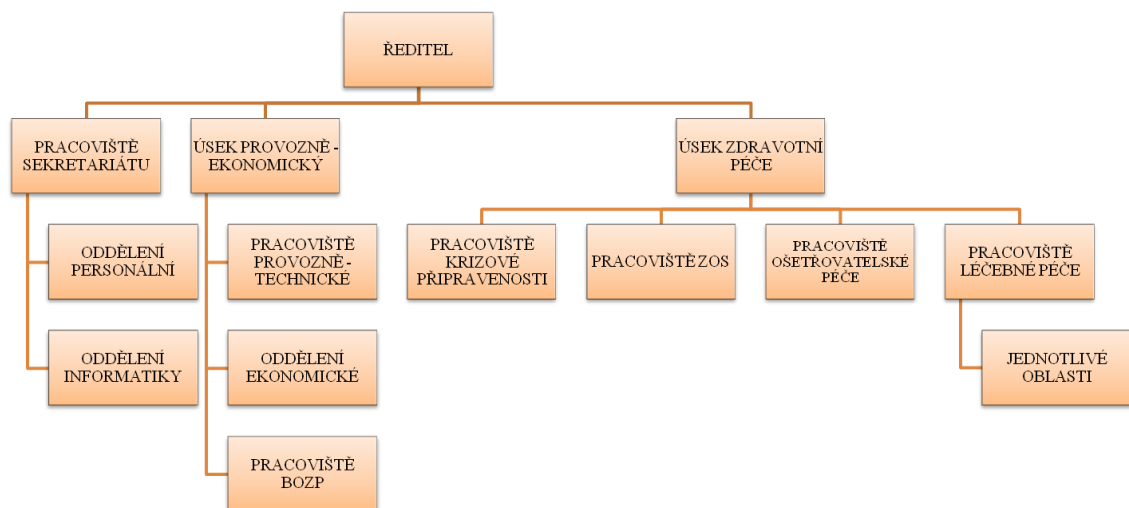 ŘEDITEL
PRACOVIŠTĚ
SEKRETARIÁTU
ÚSEK PROVOZNĚ -
EKONOMICKÝ
ÚSEK ZDRAVOTNÍ
PÉČE
ODDĚLENÍ
PERSONÁLNÍ
PRACOVIŠTĚ
PROVOZNĚ -
TECHNICKÉ
PRACOVIŠTĚ
KRIZOVÉ
PŘIPRAVENOSTI
PRACOVIŠTĚ ZOS
PRACOVIŠTĚ
OŠETŘOVATELSKÉ
PÉČE
PRACOVIŠTĚ
LÉČEBNÉ PÉČE
ODDĚLENÍ
INFORMATIKY
ODDĚLENÍ
EKONOMICKÉ
JEDNOTLIVÉ
OBLASTI
PRACOVIŠTĚ
BOZP